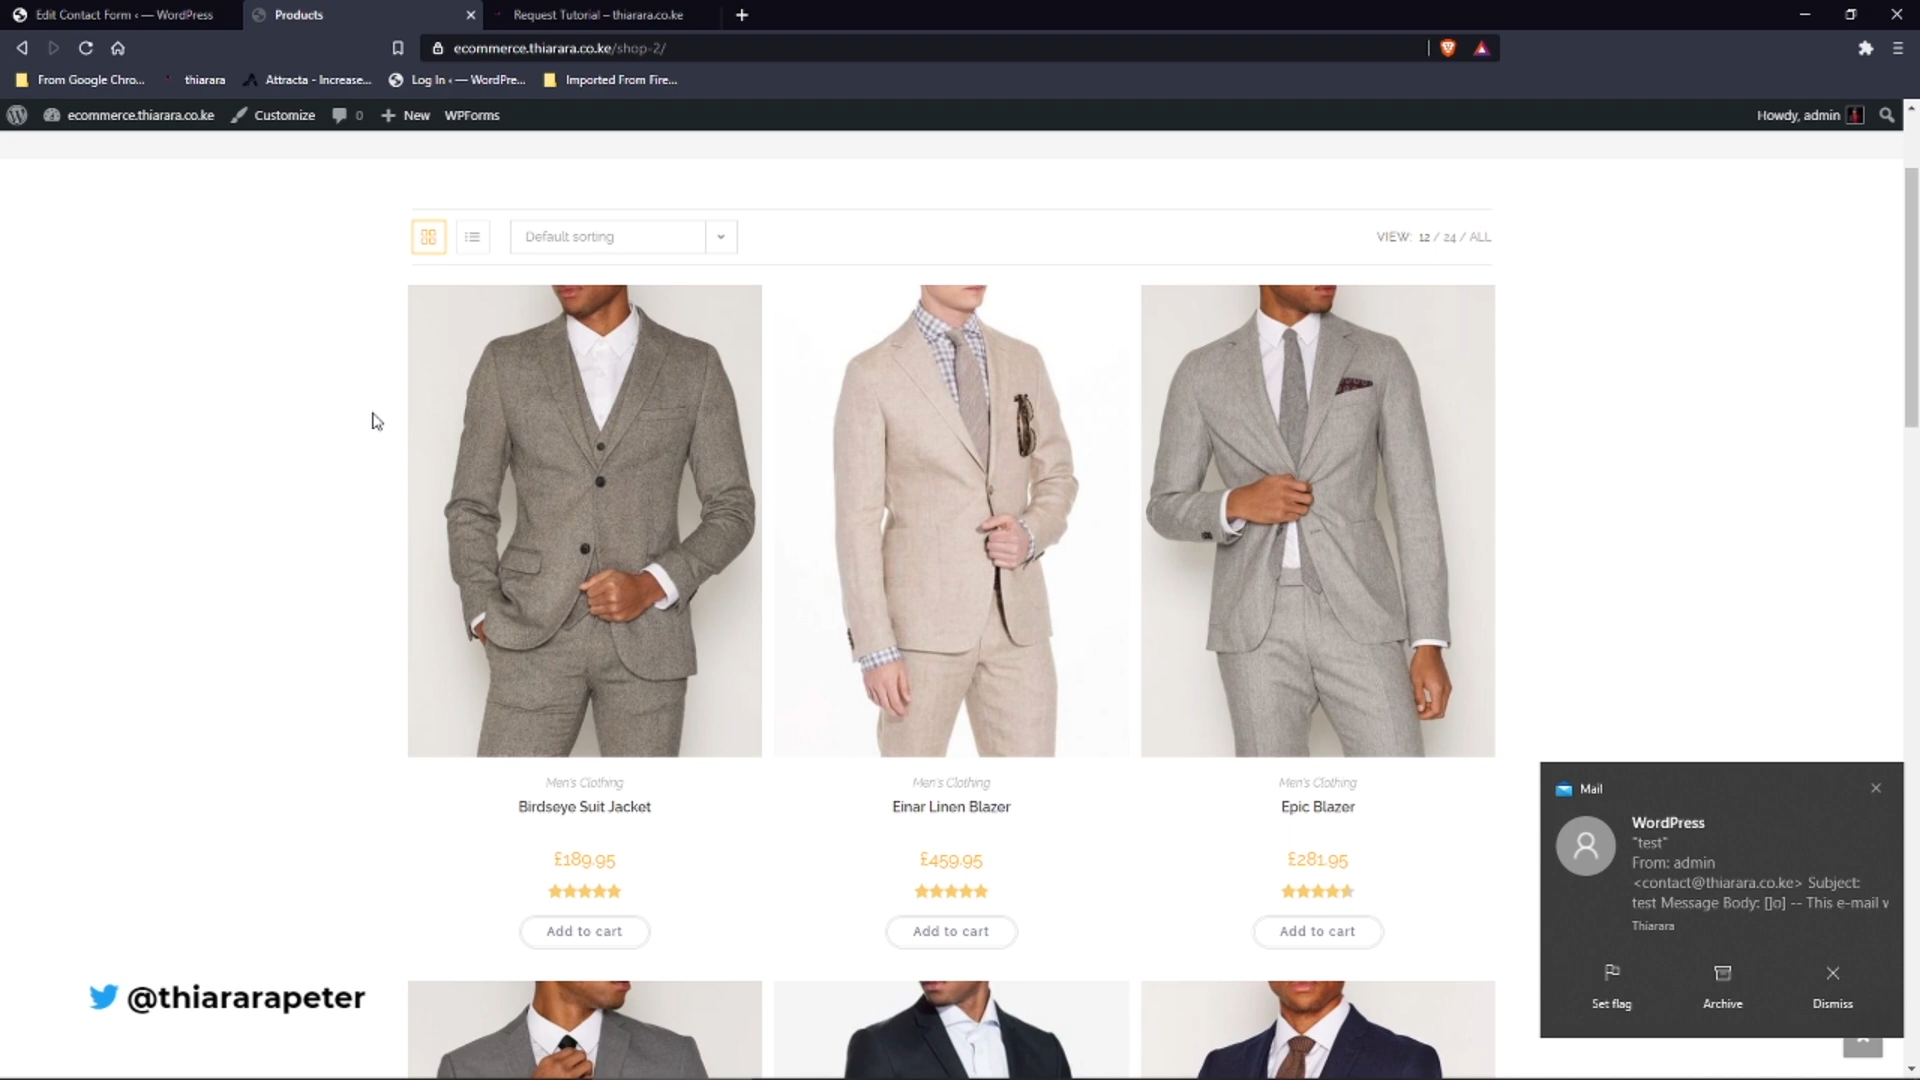 Edit Contact Form ‹ — WordPress
Products
Request Tutorial – thiarara.co.ke
ecommerce.thiarara.co.ke/shop-2/
From Google Chro...
thiarara
Attracta - Increase...
Log In ‹ — WordPre...
Imported From Fire...
ecommerce.thiarara.co.ke
Customize
0
New
WPForms
Howdy, admin
Default sorting
VIEW: 12 / 24 / ALL
Men's Clothing
Birdseye Suit Jacket
£189.95
Add to cart
Men's Clothing
Einar Linen Blazer
£459.95
Add to cart
Men's Clothing
Epic Blazer
£281.95
Add to cart
Mail
WordPress
"test"
From: admin
<contact@thiarara.co.ke> Subject:
test Message Body: []o] -- This e-mail
Thiarara
Set flag
Archive
Dismiss
@thiararapeter